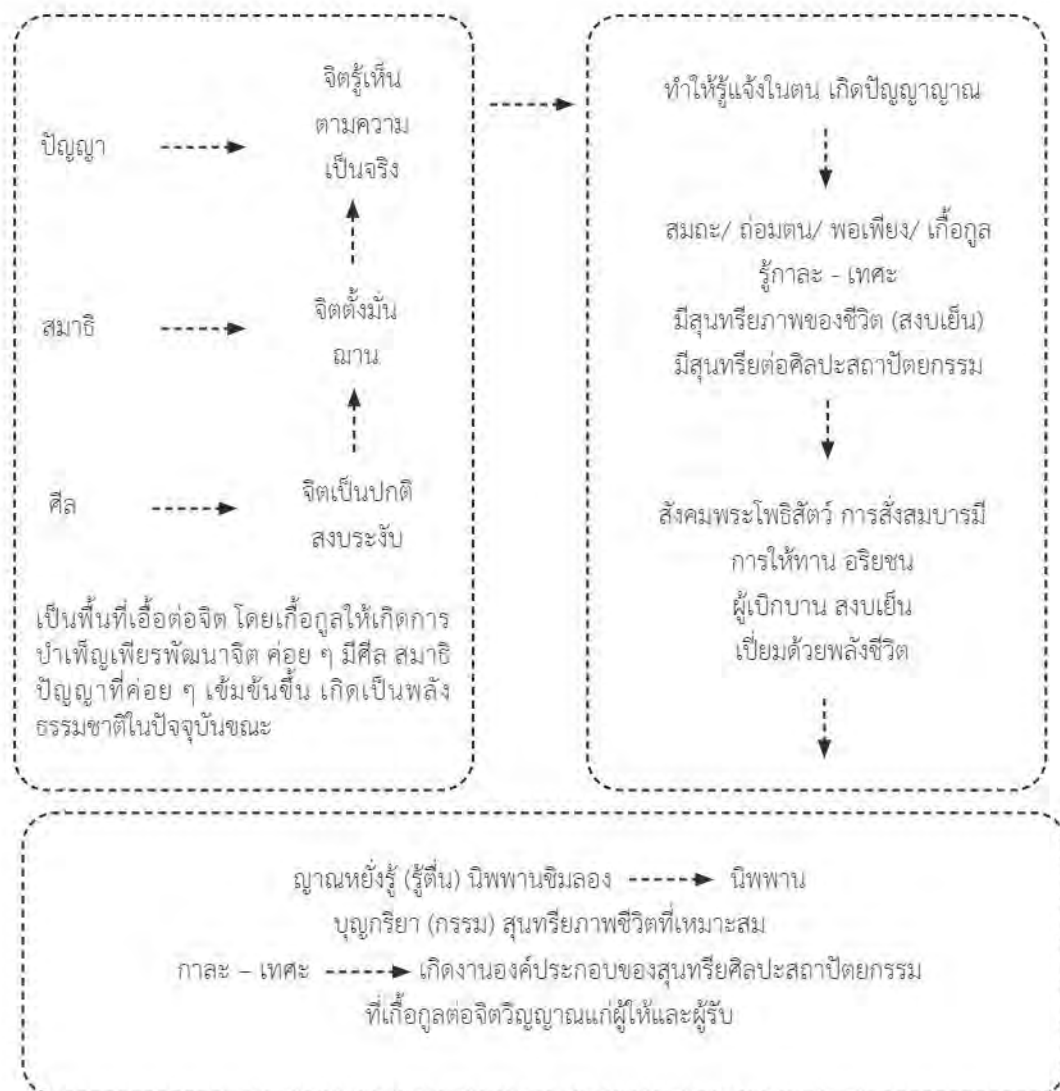 ปัญญา
จิตรู้เห็น
ตามความ
เป็นจริง
สมาธิ
จิตตั้งมั่น
ฌาน
ศีล
จิตเป็นปกติ
สงบระงับ
เป็นพื้นที่เอื้อต่อจิต โดยเกื้อกูลให้เกิดการ
บำเพ็ญเพียรพัฒนาจิต ค่อย ๆ มีศีล สมาธิ
ปัญญาที่ค่อย ๆ เข้มข้นขึ้น เกิดเป็นพลัง
ธรรมชาติในปัจจุบันขณะ
ทำให้รู้แจ้งในตน เกิดปัญญาญาณ
สมถะ/ ถ่อมตน/ พอเพียง/ เกื้อกูล
รู้กาละ - เทศะ
มีสุนทรียภาพของชีวิต (สงบเย็น)
มีสุนทรีย์ต่อศิลปะสถาปัตยกรรม
สังคมพระโพธิสัตว์ การสั่งสมบารมี
การให้ทาน อริยชน
ผู้เบิกบาน สงบเย็น
เปี่ยมด้วยพลังชีวิต
ญาณหยั่งรู้ (รู้ตื่น) นิพพานชิมลอง นิพพาน
บุญกริยา (กรรม) สุนทรียภาพชีวิตที่เหมาะสม
กาละ – เทศะ เกิดงานองค์ประกอบของสุนทรียศิลปะสถาปัตยกรรม
ที่เกื้อกูลต่อจิตวิญญาณแก่ผู้ให้และผู้รับ